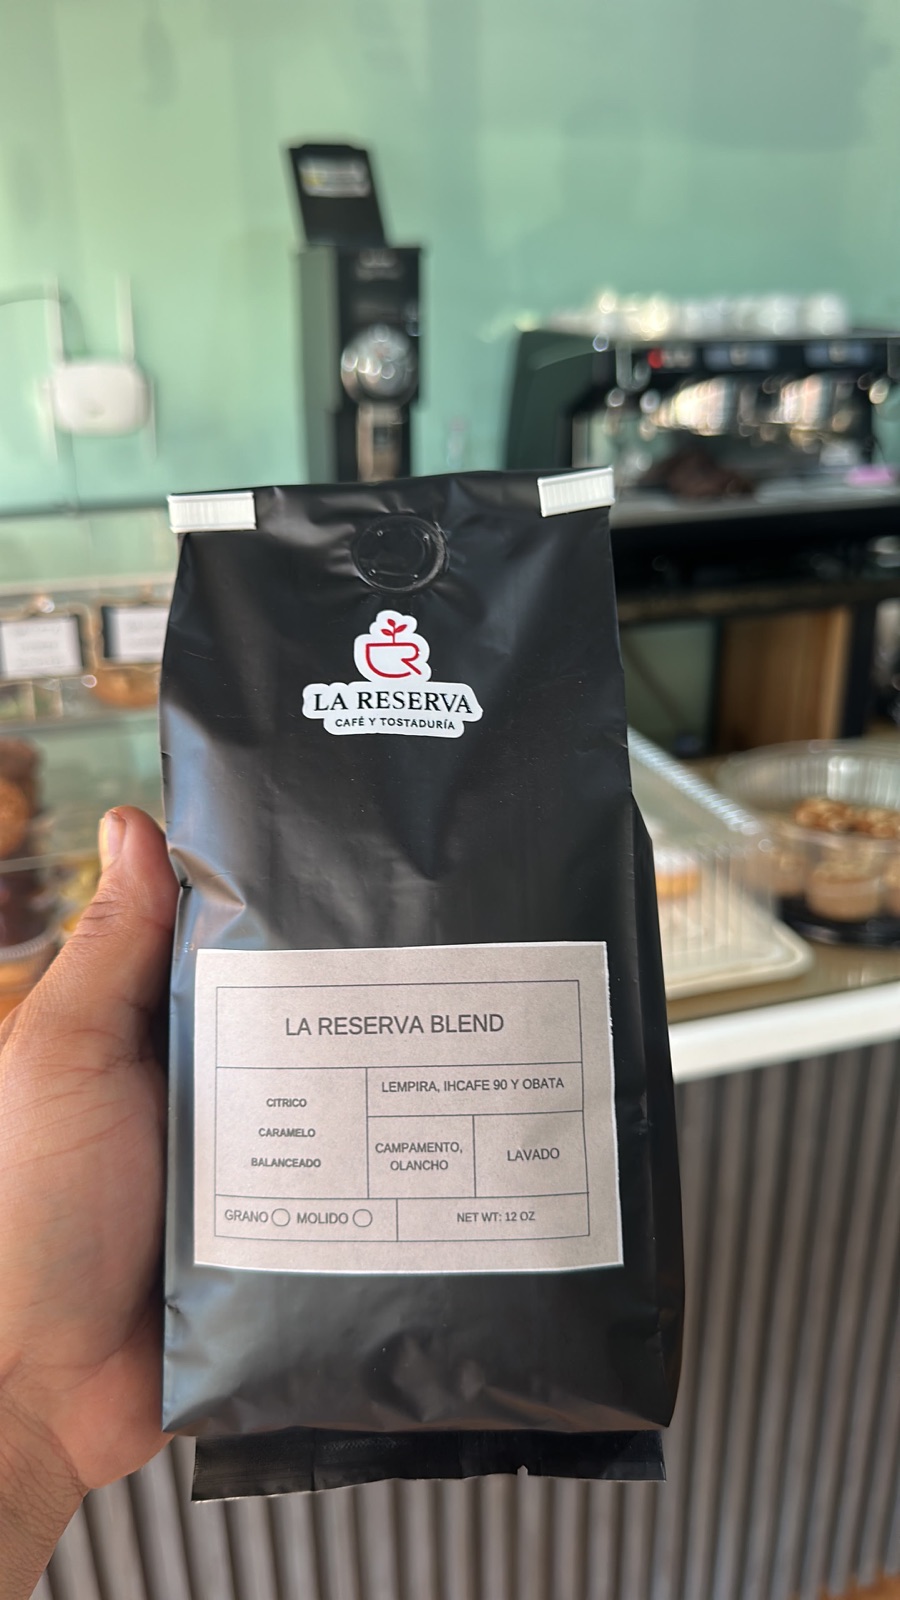 LA RESERVA
CAFÉ Y TOSTADURÍA
LA RESERVA BLEND
CITRICO
CARAMELO
BALANCEADO
LEMPIRA, IHCAFE 90 Y OBATA
CAMPAMENTO,
OLANCHO
LAVADO
GRANO MOLIDO
NET WT: 12 OZ